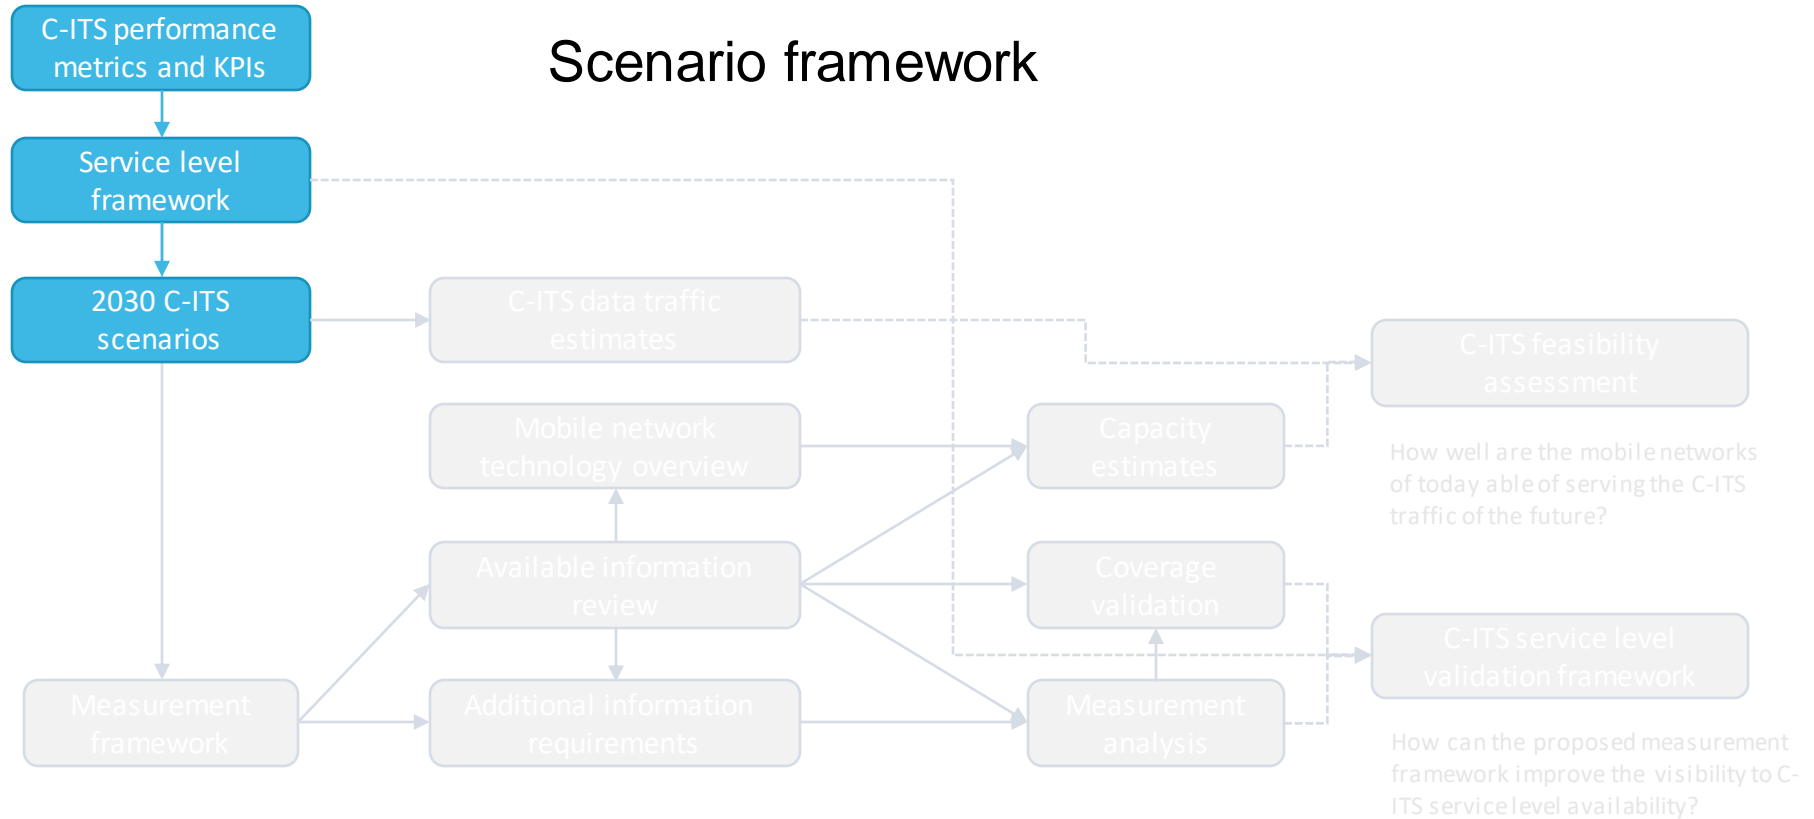 C-ITS performance
metrics and KPIs
Scenario framework
Service level
framework
2030 C-ITS
scenarios
C-ITS data traffic
estimates
C-ITS feasibility
assessment
Mobile network
technology overview
Capacity
estimates
How well are the mobile networks
of today able of serving the C-ITS
traffic of the future?
Available information
review
Coverage
validation
C-ITS service level
validation framework
Measurement
framework
Additional information
requirements
Measurement
analysis
How can the proposed measurement
framework improve the visibility to C-
ITS service level availability?